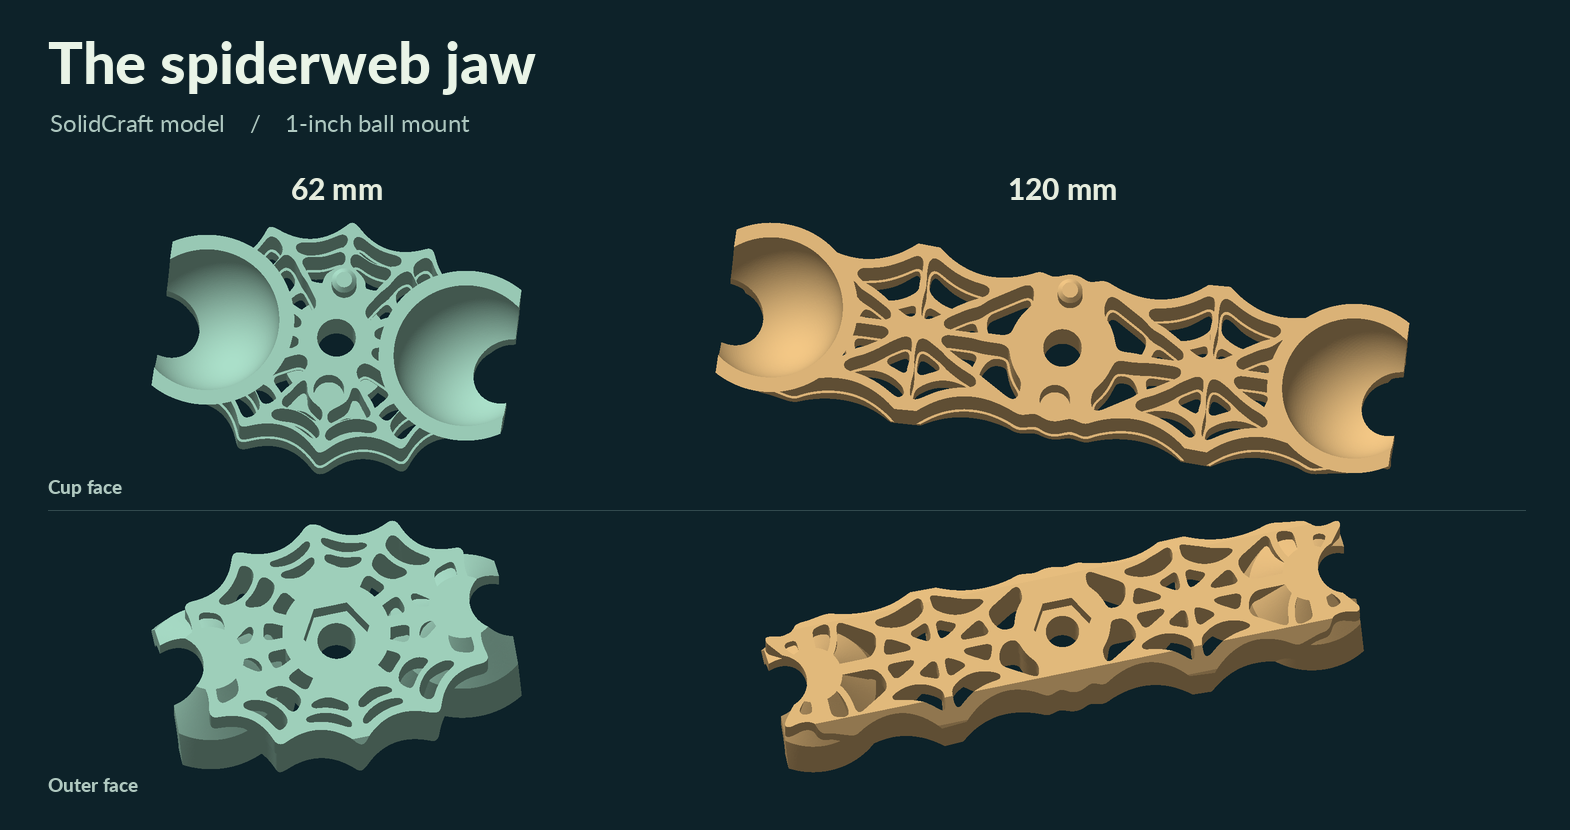 The spiderweb jaw
SolidCraft model / 1-inch ball mount
62 mm
120 mm
Cup face
Outer face